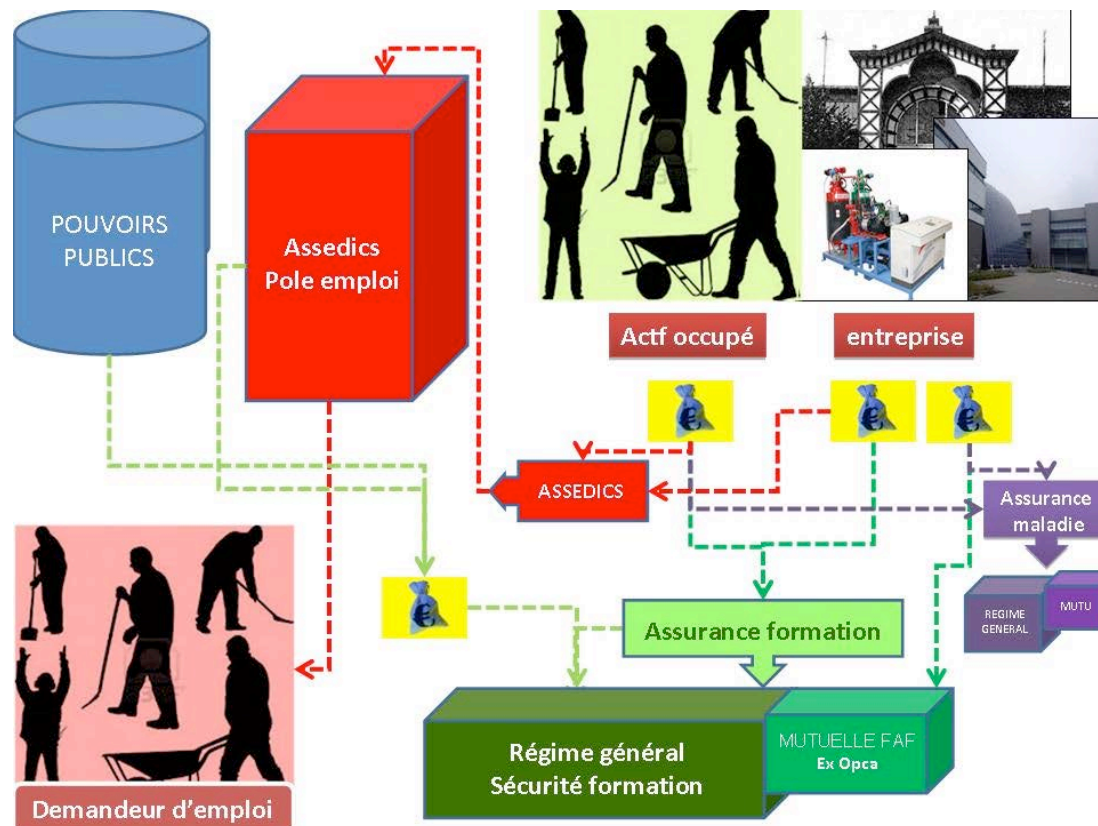 POUVOIRS
PUBLICS
Assedics
Pole emploi
Actf occupé
entreprise
€
€
€
ASSEDICS
Assurance
maladie
€
REGIME
GENERAL
MUTU
Assurance formation
Régime général
Sécurité formation
MUTUELLE FAF
Ex Opca
Demandeur d'emploi